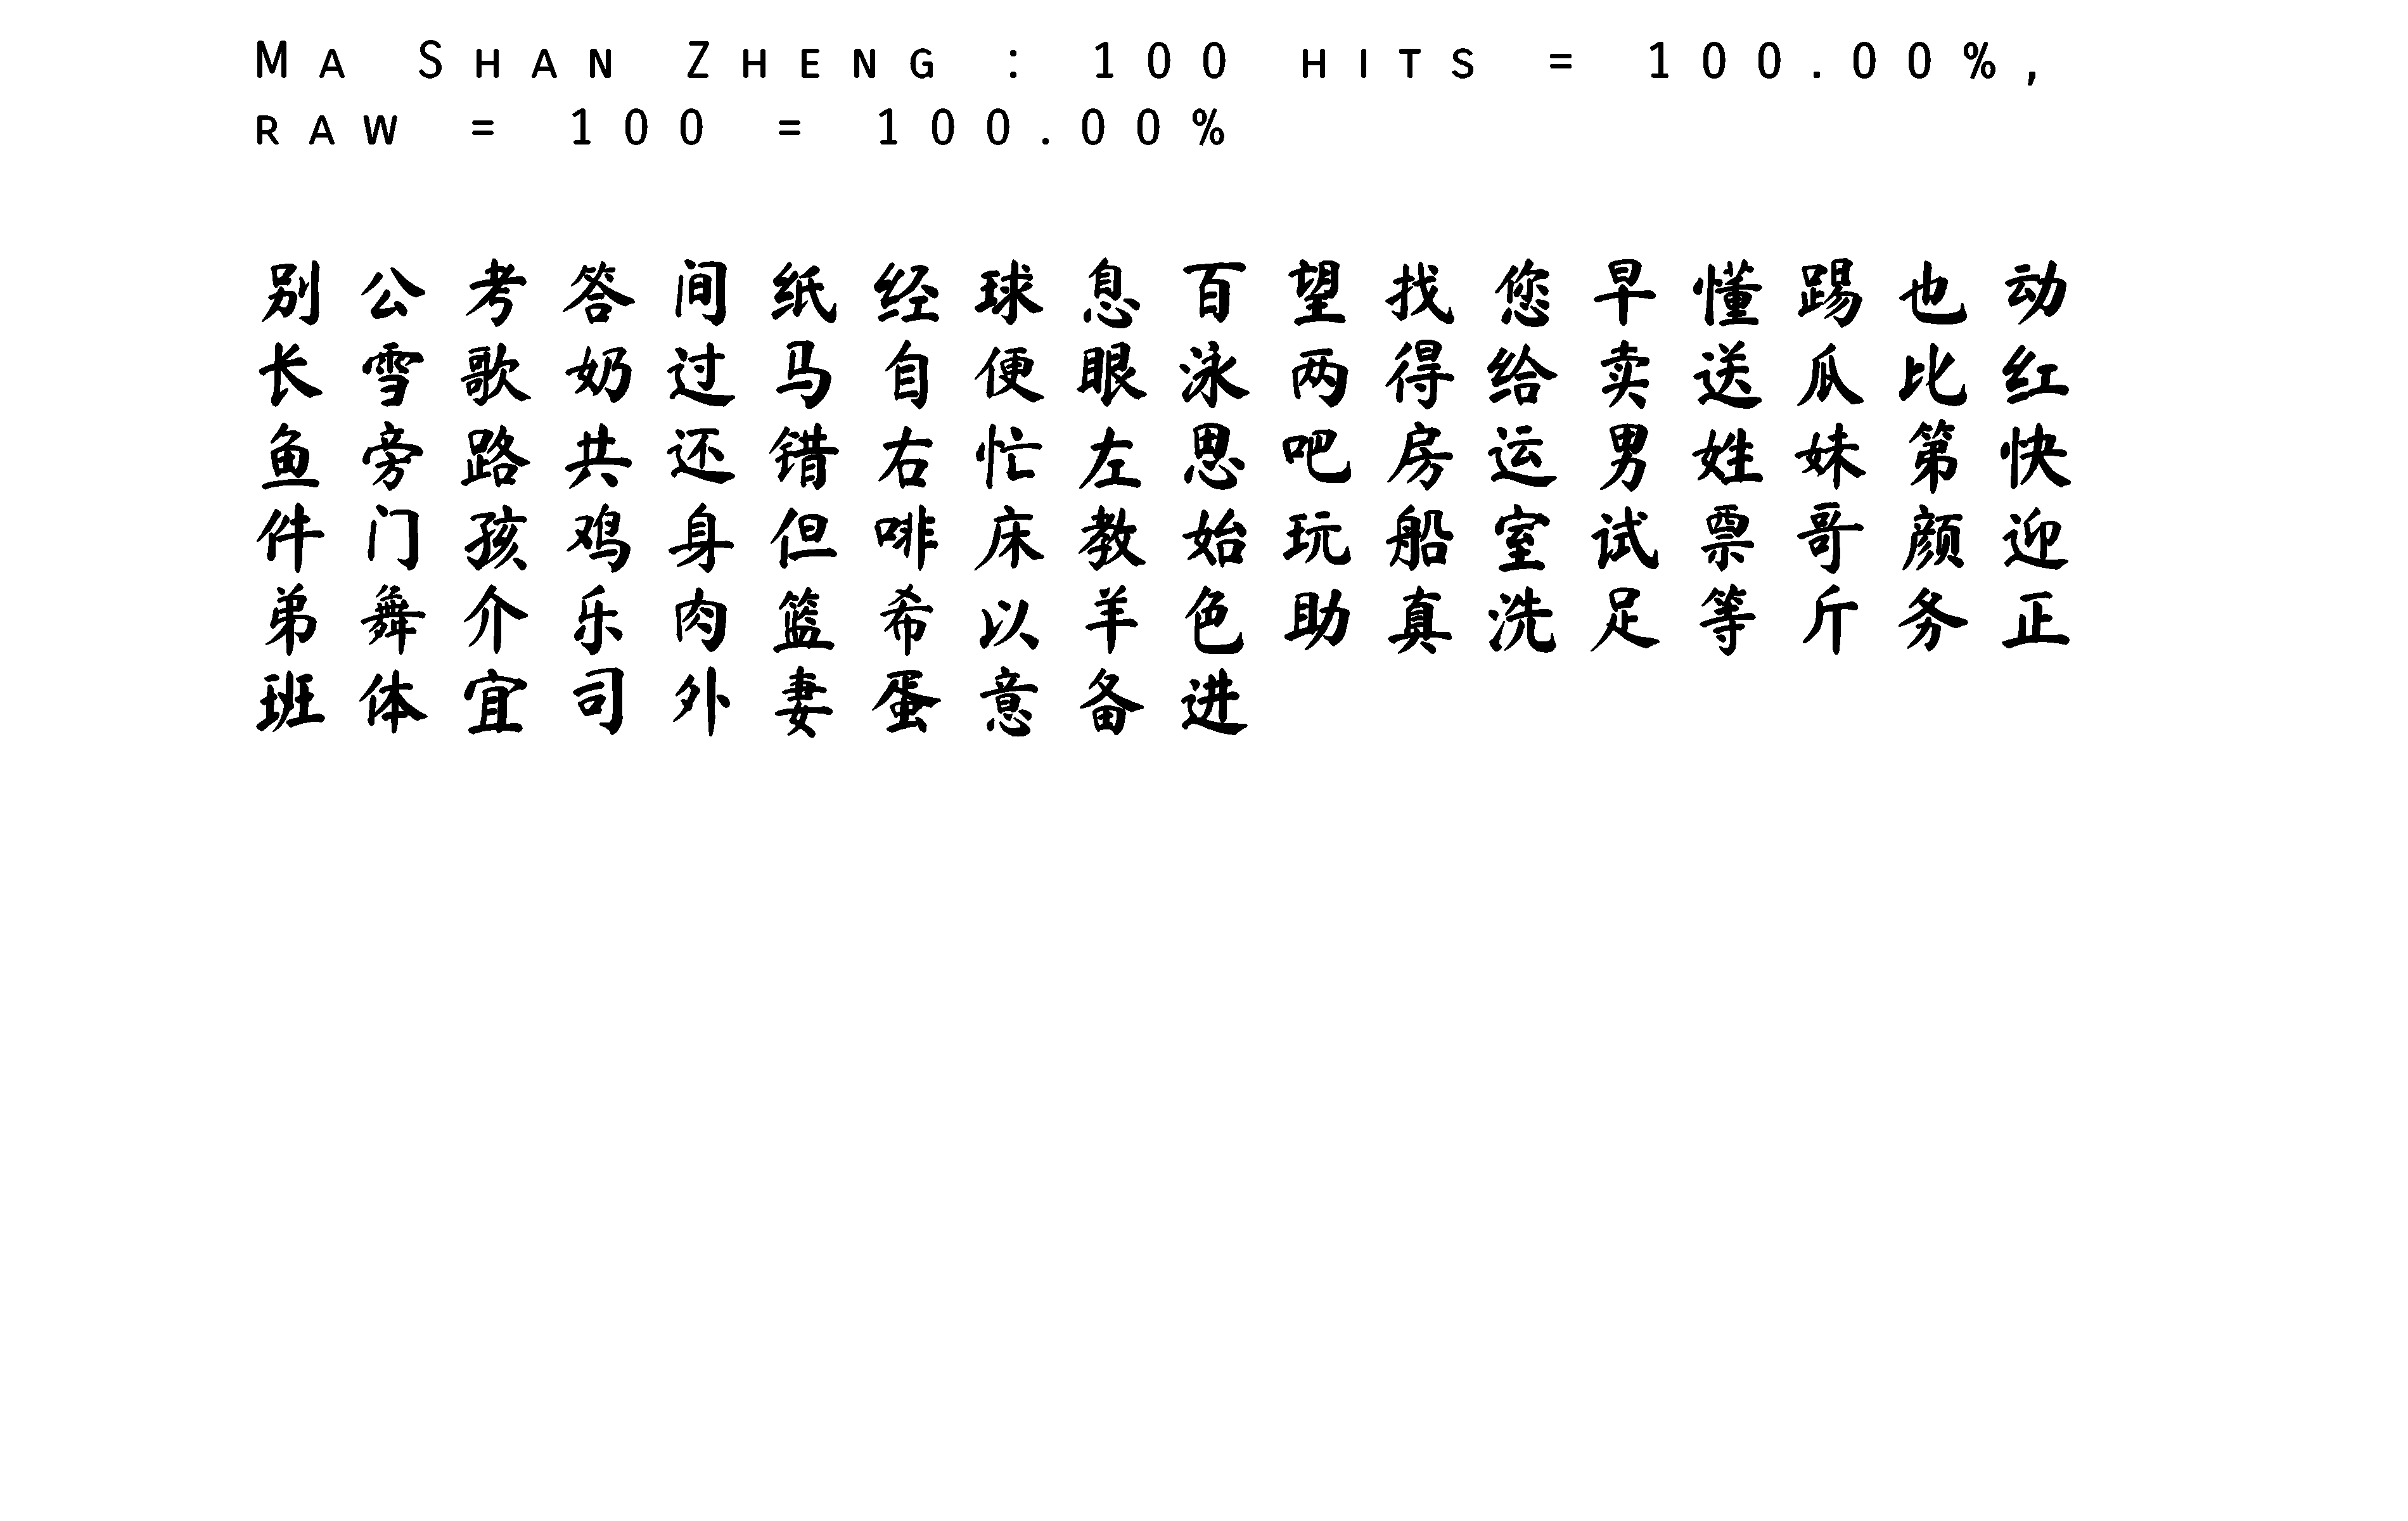 Ma Shan Zheng : 100 hits = 100.00%,
raw = 100 = 100.00%
别公考答间纸经球息百望找您早懂踢也动
长雪歌奶过马自便眼泳两得给卖送瓜比红
鱼旁路共还错右忙左思吧房运男姓妹第快
件门孩鸡身但啡床教始玩船室试票哥颜迎
弟舞介乐肉篮希以羊色助真洗足等斤务正
班体宜司外妻蛋意备进